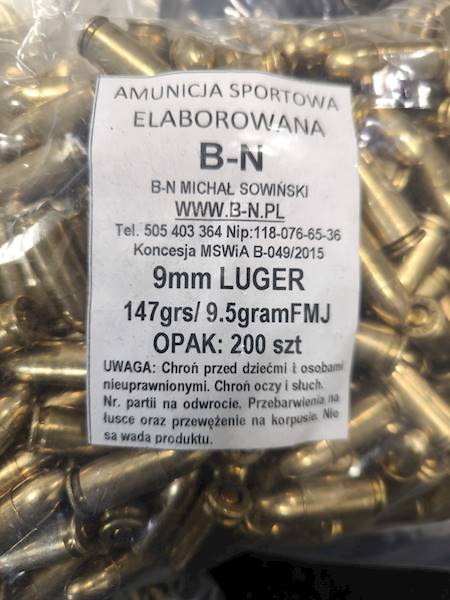 AMUNICJA SPORTOWA
ELABOROWANA
B-N
B-N MICHAŁ SOWIŃSKI
WWW.B-N.PL
Tel. 505 403 364 Nip:118-076-65-36
Koncesja MSWiA B-049/2015
9mm LUGER
147grs/ 9.5gramFMJ
OPAK: 200 szt
UWAGA: Chroń przed dziećmi i osobami
nieuprawnionymi. Chroń oczy i słuch.
Nr. partii na odwrocie. Przebarwienia na
łusce oraz przewężenie na korpusie. Nie
sa wada produktu.